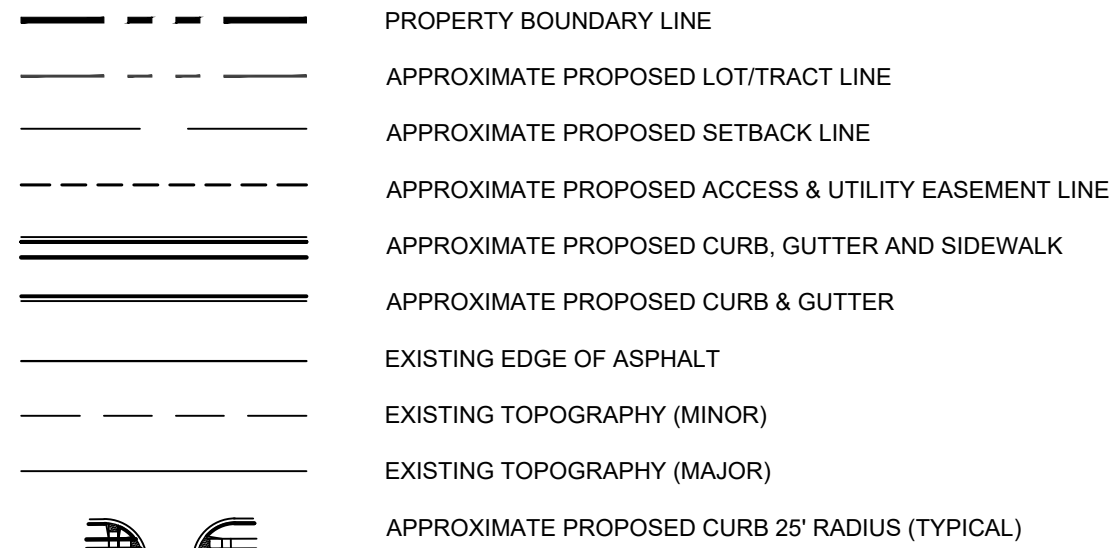 PROPERTY BOUNDARY LINE
APPROXIMATE PROPOSED LOT/TRACT LINE
APPROXIMATE PROPOSED SETBACK LINE
APPROXIMATE PROPOSED ACCESS & UTILITY EASEMENT LINE
APPROXIMATE PROPOSED CURB, GUTTER AND SIDEWALK
APPROXIMATE PROPOSED CURB & GUTTER
EXISTING EDGE OF ASPHALT
EXISTING TOPOGRAPHY (MINOR)
EXISTING TOPOGRAPHY (MAJOR)
APPROXIMATE PROPOSED CURB 25' RADIUS (TYPICAL)